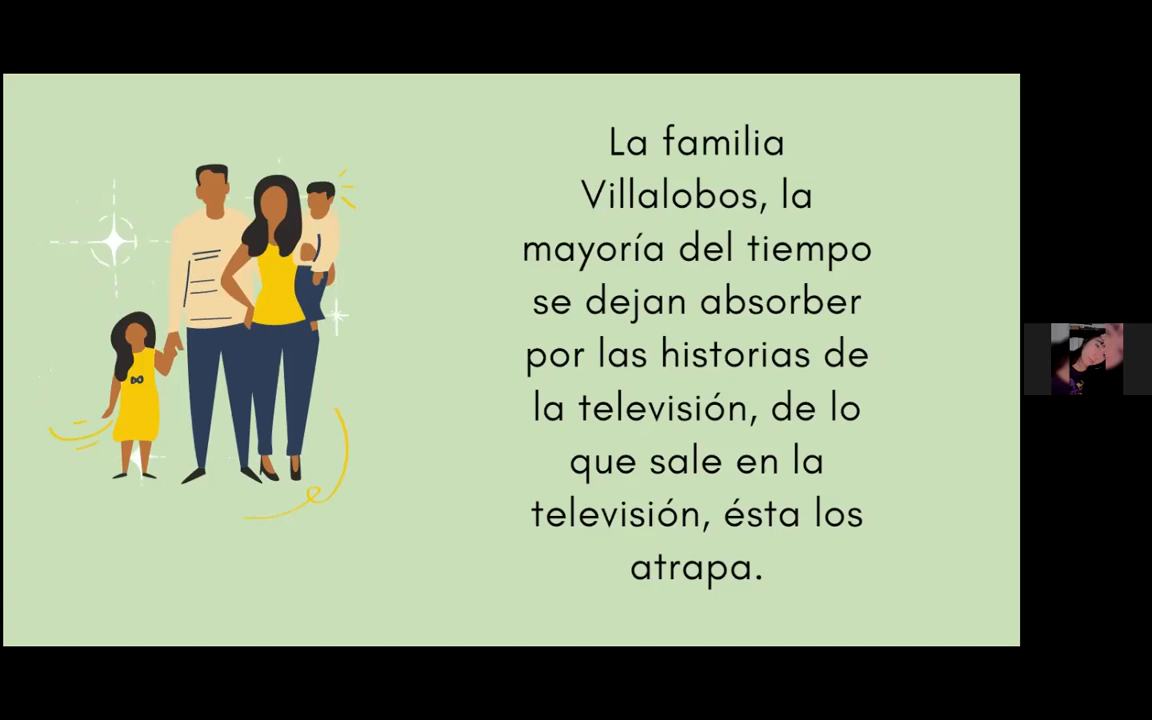 La familia
Villalobos, la
mayoría del tiempo
se dejan absorber
por las historias de
la televisión, de lo
que sale en la
televisión, ésta los
atrapa.